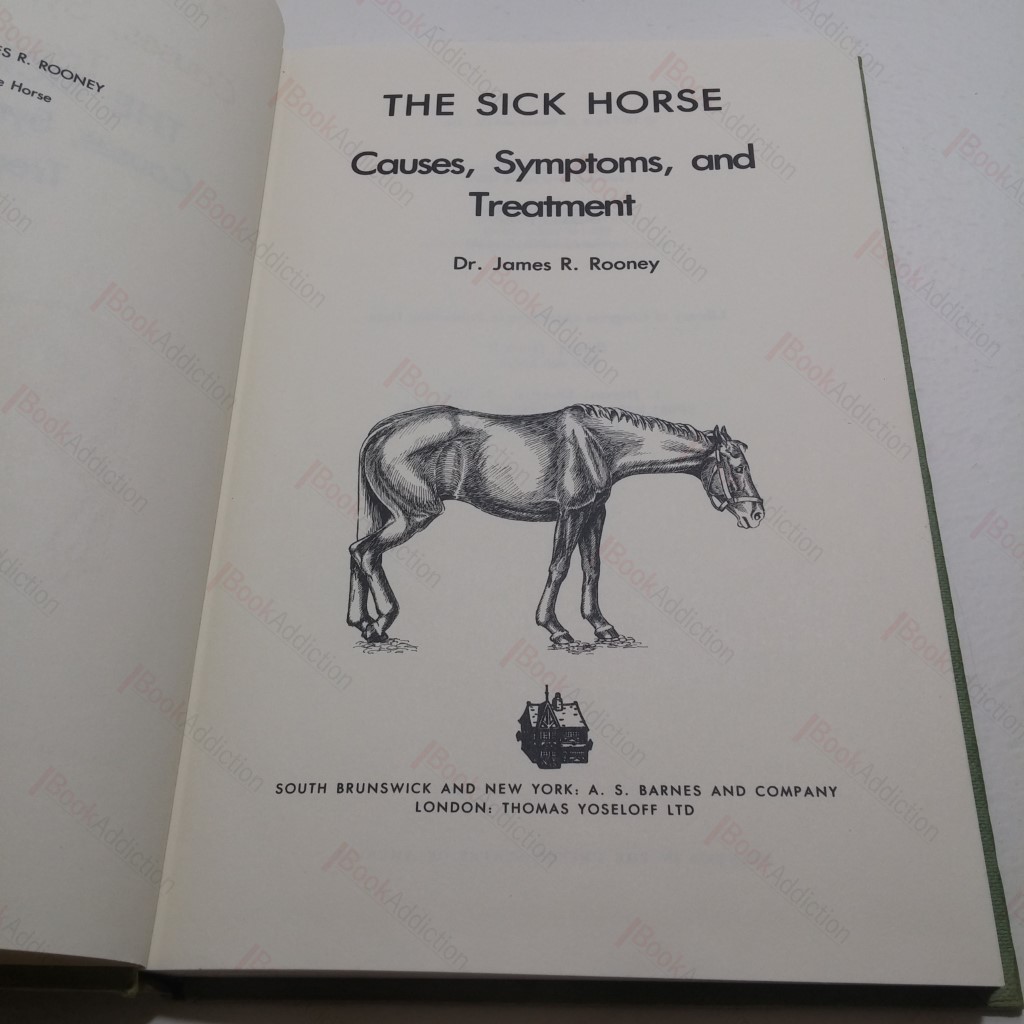 ES R. ROONEY
e Horse
THE SICK HORSE
Causes, Symptoms, and
Treatment
Dr. James R. Rooney
SOUTH BRUNSWICK AND NEW YORK: A. S. BARNES AND COMPANY
LONDON: THOMAS YOSELOFF LTD
BookAddiction